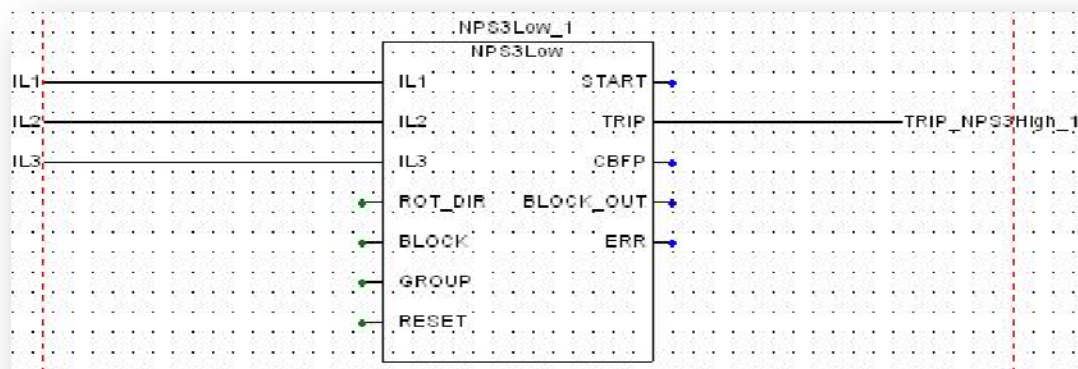 NPS3Low_1
NPS3Low
IL1 IL1 START
IL2 IL2 TRIP TRIP_NPS3High_1
IL3 IL3 CBFP
ROT_DIR BLOCK_OUT
BLOCK ERR
GROUP
RESET